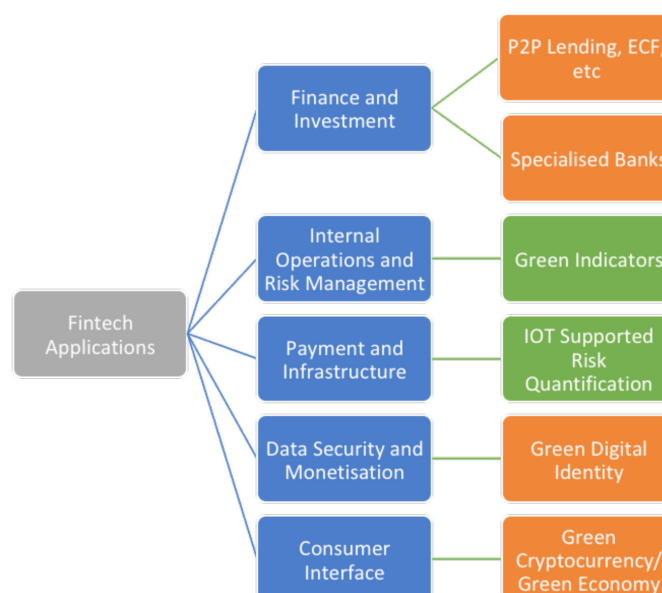 P2P Lending, ECF,
etc
Finance and
Investment
Specialised Banks
Internal
Operations and
Risk Management
Green Indicators
Fintech
Applications
Payment and
Infrastructure
IOT Supported
Risk
Quantification
Data Security and
Monetisation
Green Digital
Identity
Consumer
Interface
Green
Cryptocurrency/
Green Economy